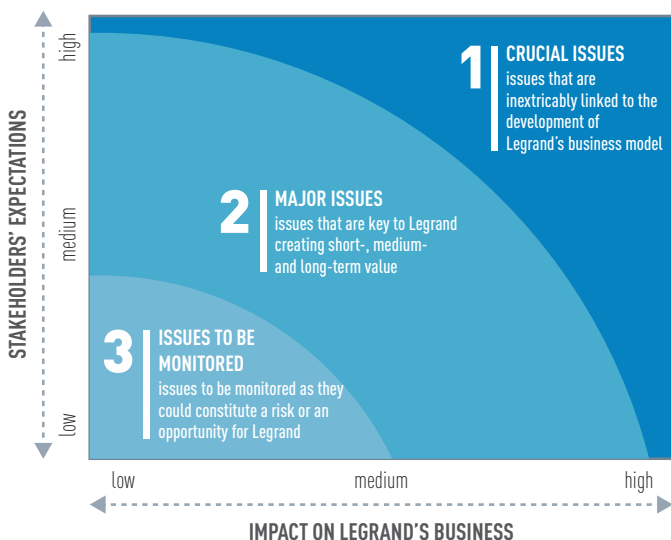 STAKEHOLDERS' EXPECTATIONS
high
medium
low
1
CRUCIAL ISSUES
issues that are
inextricably linked to the
development of
Legrand's business model
2
MAJOR ISSUES
issues that are key to Legrand
creating short-, medium-
and long-term value
3
ISSUES TO BE
MONITORED
issues to be monitored as they
could constitute a risk or an
opportunity for Legrand
low
medium
high
IMPACT ON LEGRAND'S BUSINESS